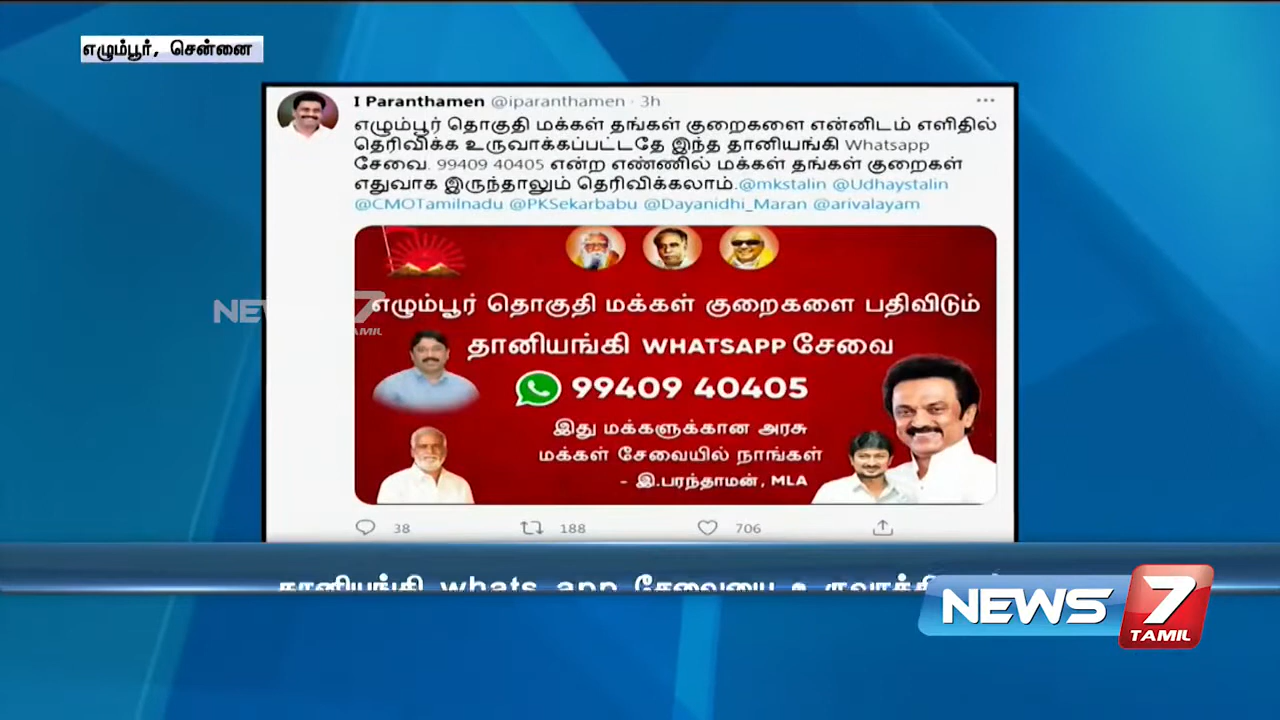 எழும்பூர், சென்னை
I Paranthamen @iparanthamen · 3h
எழும்பூர் தொகுதி மக்கள் தங்கள் குறைகளை என்னிடம் எளிதில்
தெரிவிக்க உருவாக்கப்பட்டதே இந்த தானியங்கி Whatsapp
சேவை. 99409 40405 என்ற எண்ணில் மக்கள் தங்கள் குறைகள்
எதுவாக இருந்தாலும் தெரிவிக்கலாம்.@mkstalin @Udhaystalin
@CMOTamilnadu @PKSekarbabu @Dayanidhi_Maran @arivalayam
எழும்பூர் தொகுதி மக்கள் குறைகளை பதிவிடும்
தானியங்கி WHATSAPP சேவை
99409 40405
இது மக்களுக்கான அரசு
மக்கள் சேவையில் நாங்கள்
- இ.பரந்தாமன், MLA
38 188 706
தானியங்கி whats app சேவையை
NEWS 7
TAMIL